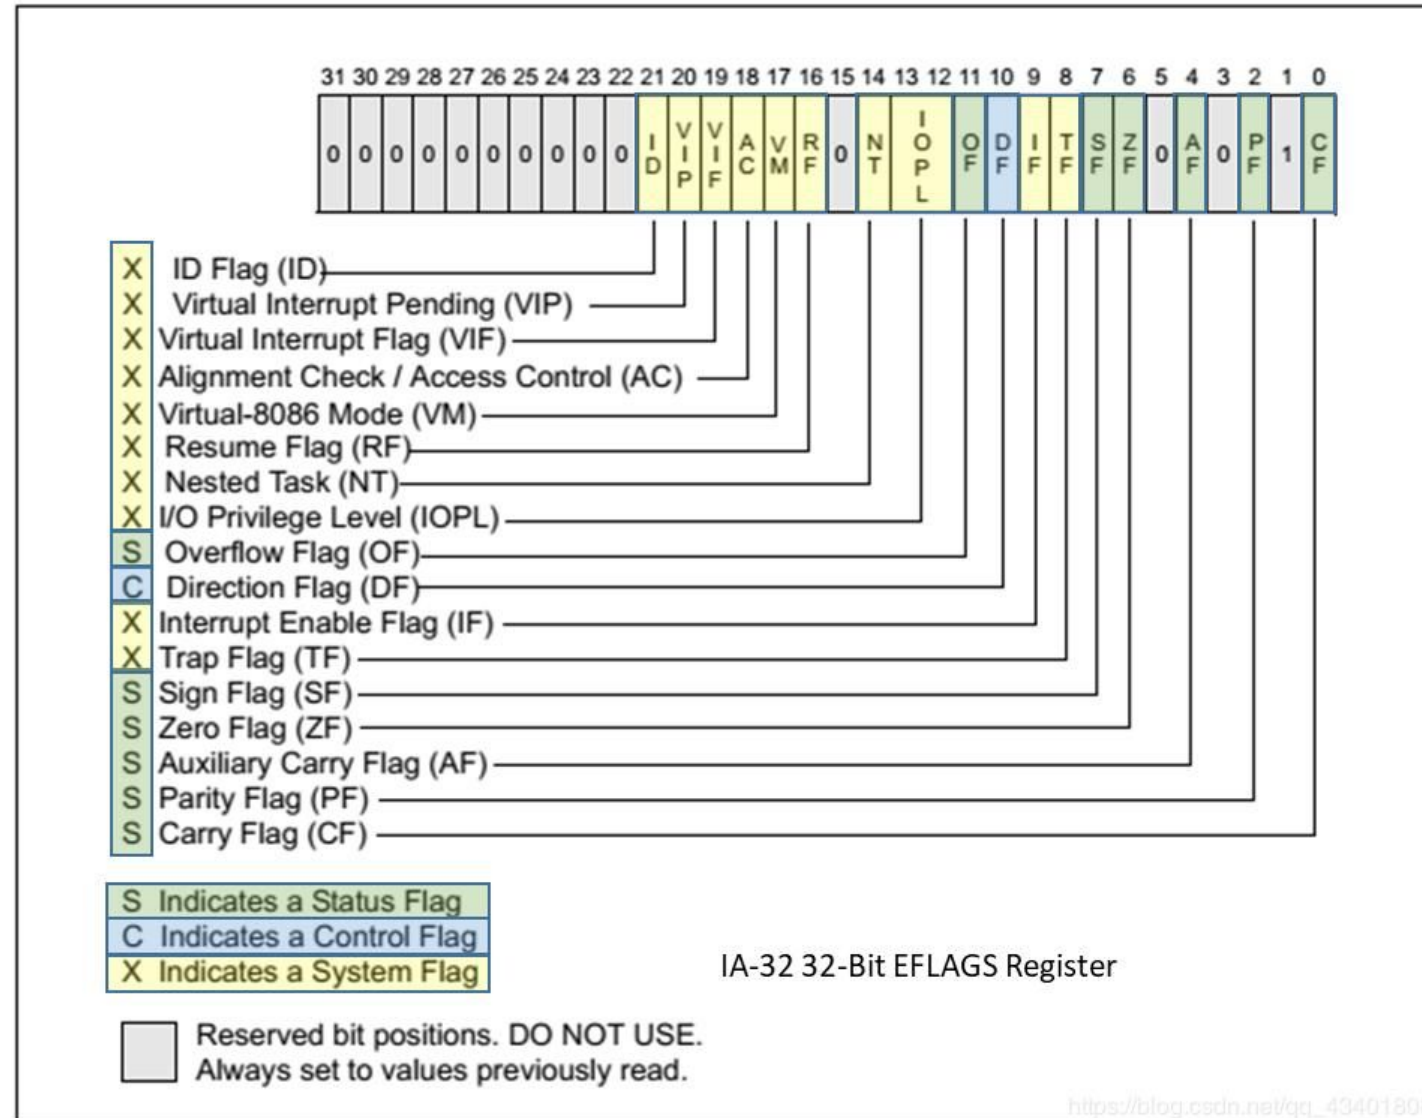 31 30 29 28 27 26 25 24 23 22 21 20 19 18 17 16 15 14 13 12 11 10 9 8 7 6 5 4 3 2 1 0
0 0 0 0 0 0 0 0 0 0 ID VIP VIF AC VM RF 0 NT IOPL OF DF IF TF SF ZF 0 AF 0 PF 1 CF
X ID Flag (ID)
X Virtual Interrupt Pending (VIP)
X Virtual Interrupt Flag (VIF)
X Alignment Check / Access Control (AC)
X Virtual-8086 Mode (VM)
X Resume Flag (RF)
X Nested Task (NT)
X I/O Privilege Level (IOPL)
S Overflow Flag (OF)
C Direction Flag (DF)
X Interrupt Enable Flag (IF)
X Trap Flag (TF)
S Sign Flag (SF)
S Zero Flag (ZF)
S Auxiliary Carry Flag (AF)
S Parity Flag (PF)
S Carry Flag (CF)
S Indicates a Status Flag
C Indicates a Control Flag
X Indicates a System Flag
IA-32 32-Bit EFLAGS Register
Reserved bit positions. DO NOT USE.
Always set to values previously read.
https://blog.csdn.net/qq_4340180